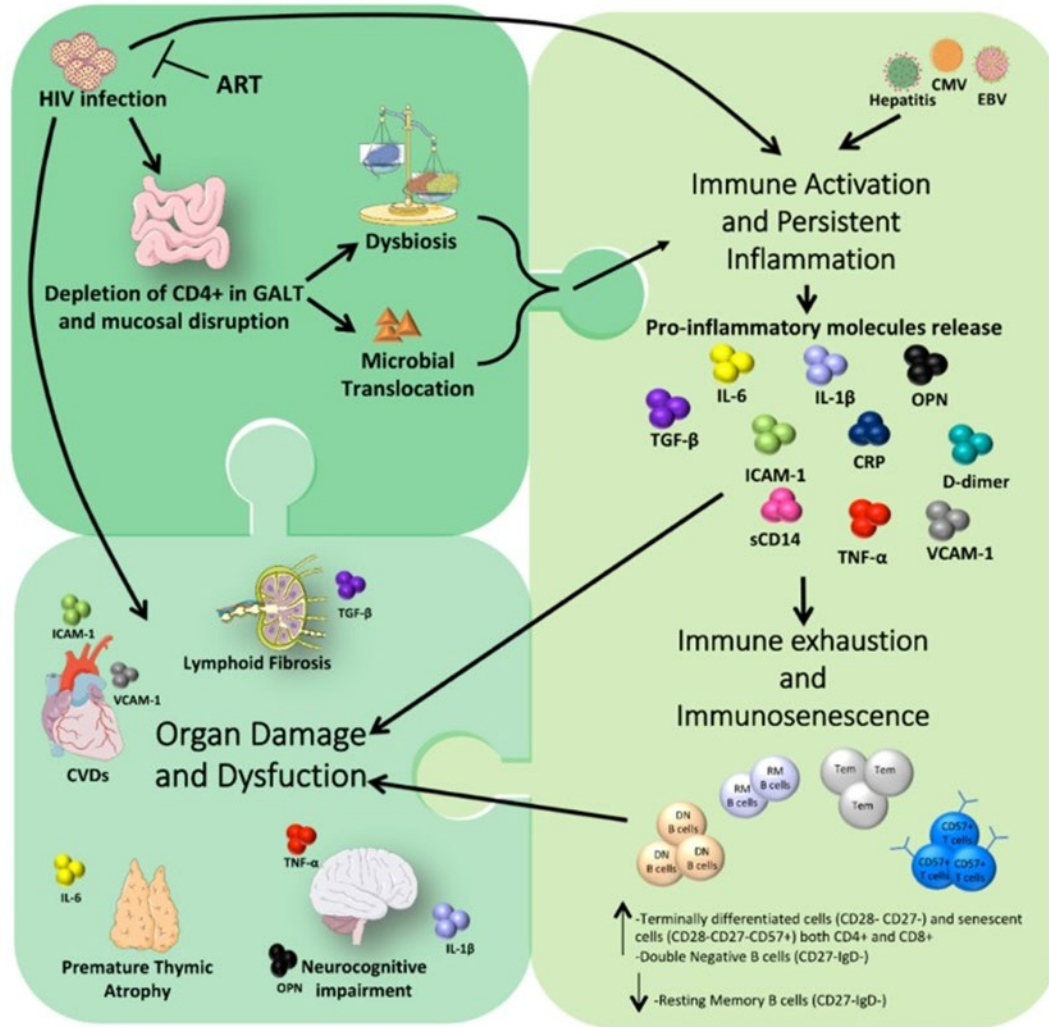 HIV infection
ART
Dysbiosis
Depletion of CD4+ in GALT
and mucosal disruption
Microbial
Translocation
Hepatitis
CMV
EBV
Immune Activation
and Persistent
Inflammation
Pro-inflammatory molecules release
IL-6
IL-1β
OPN
TGF-β
ICAM-1
CRP
D-dimer
sCD14
TNF-α
VCAM-1
Immune exhaustion
and
Immunosenescence
RM
B cells
RM
B cells
Tem
Tem
Tem
DN
B cells
DN
B cells
DN
B cells
CD57+
T cells
CD57+
T cells
CD57+
T cells
-Terminally differentiated cells (CD28- CD27-) and senescent
cells (CD28-CD27-CD57+) both CD4+ and CD8+
-Double Negative B cells (CD27-IgD-)
-Resting Memory B cells (CD27-IgD-)
ICAM-1
VCAM-1
CVDs
TGF-β
Lymphoid Fibrosis
Organ Damage
and Dysfuction
IL-6
Premature Thymic
Atrophy
TNF-α
IL-1β
OPN
Neurocognitive
impairment